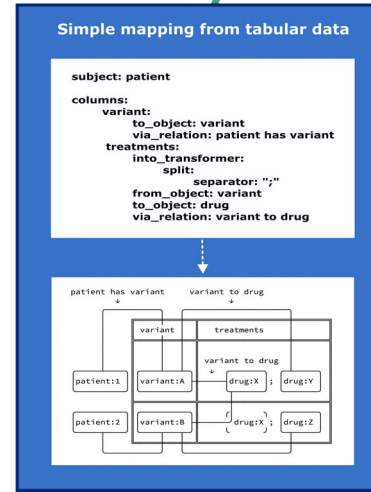 Simple mapping from tabular data
subject: patient
columns:
variant:
to_object: variant
via_relation: patient has variant
treatments:
into_transformer:
split:
separator: ";"
from_object: variant
to_object: drug
via_relation: variant to drug
patient has variant variant to drug
variant treatments
variant to drug
patient:1 variant:A drug:X ; drug:Y
patient:2 variant:B drug:X ; drug:Z